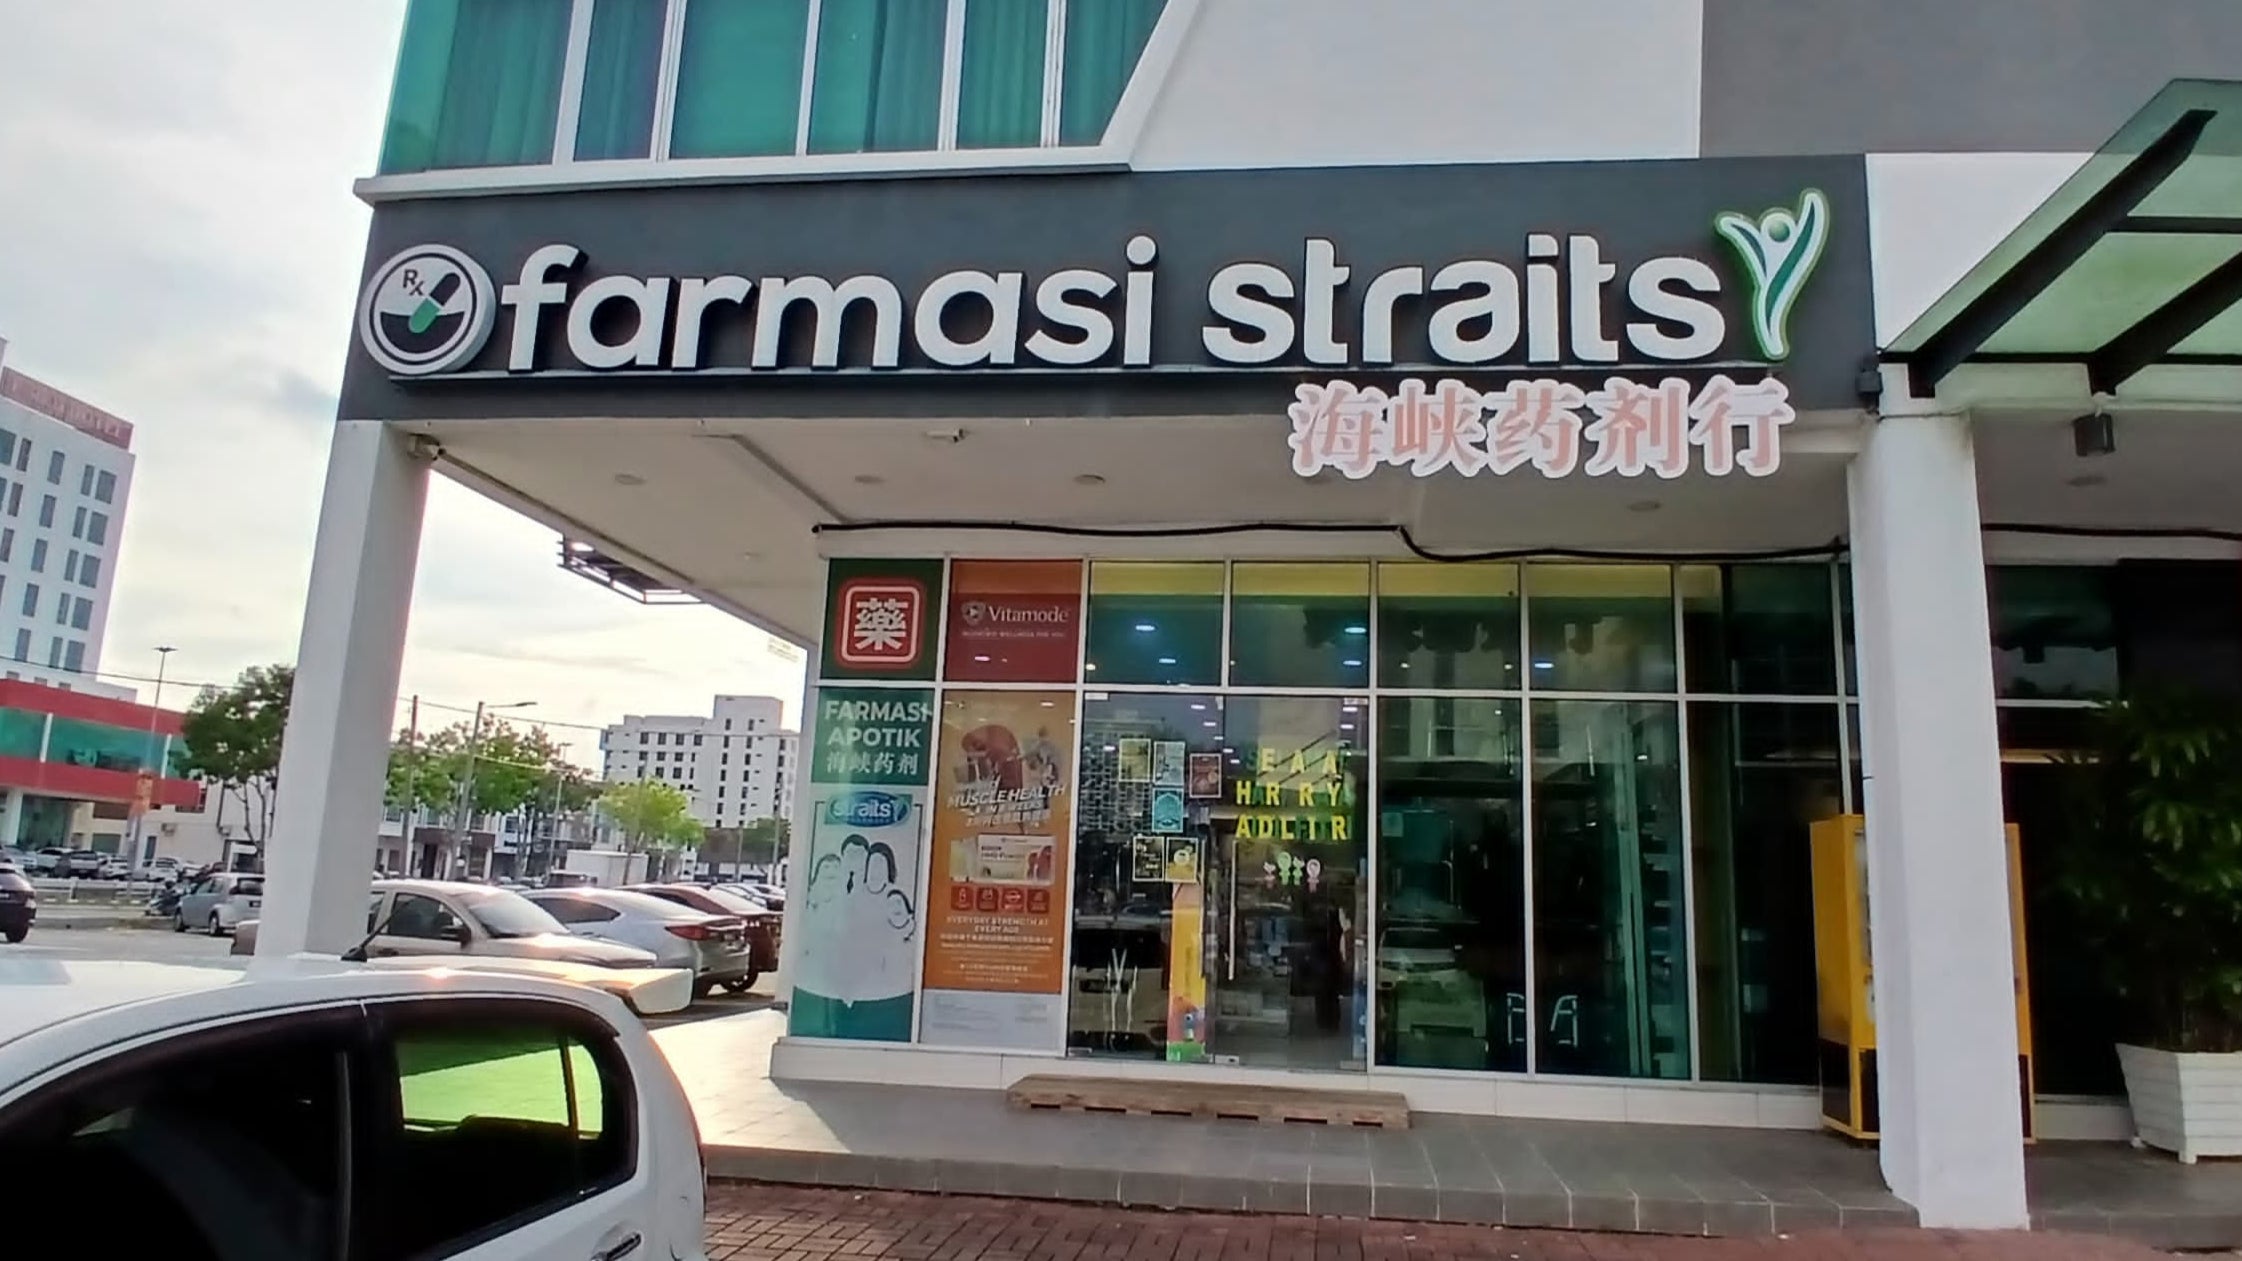 Rx
farmasi straits
海峡药剂行
藥
Vitamode
FARMASI
APOTIK
海峡药剂
straits
MUSCLE HEALTH
EVERYDAY STRENGTH AT
EVERY AGE
E A A
H R R Y
A D L I R